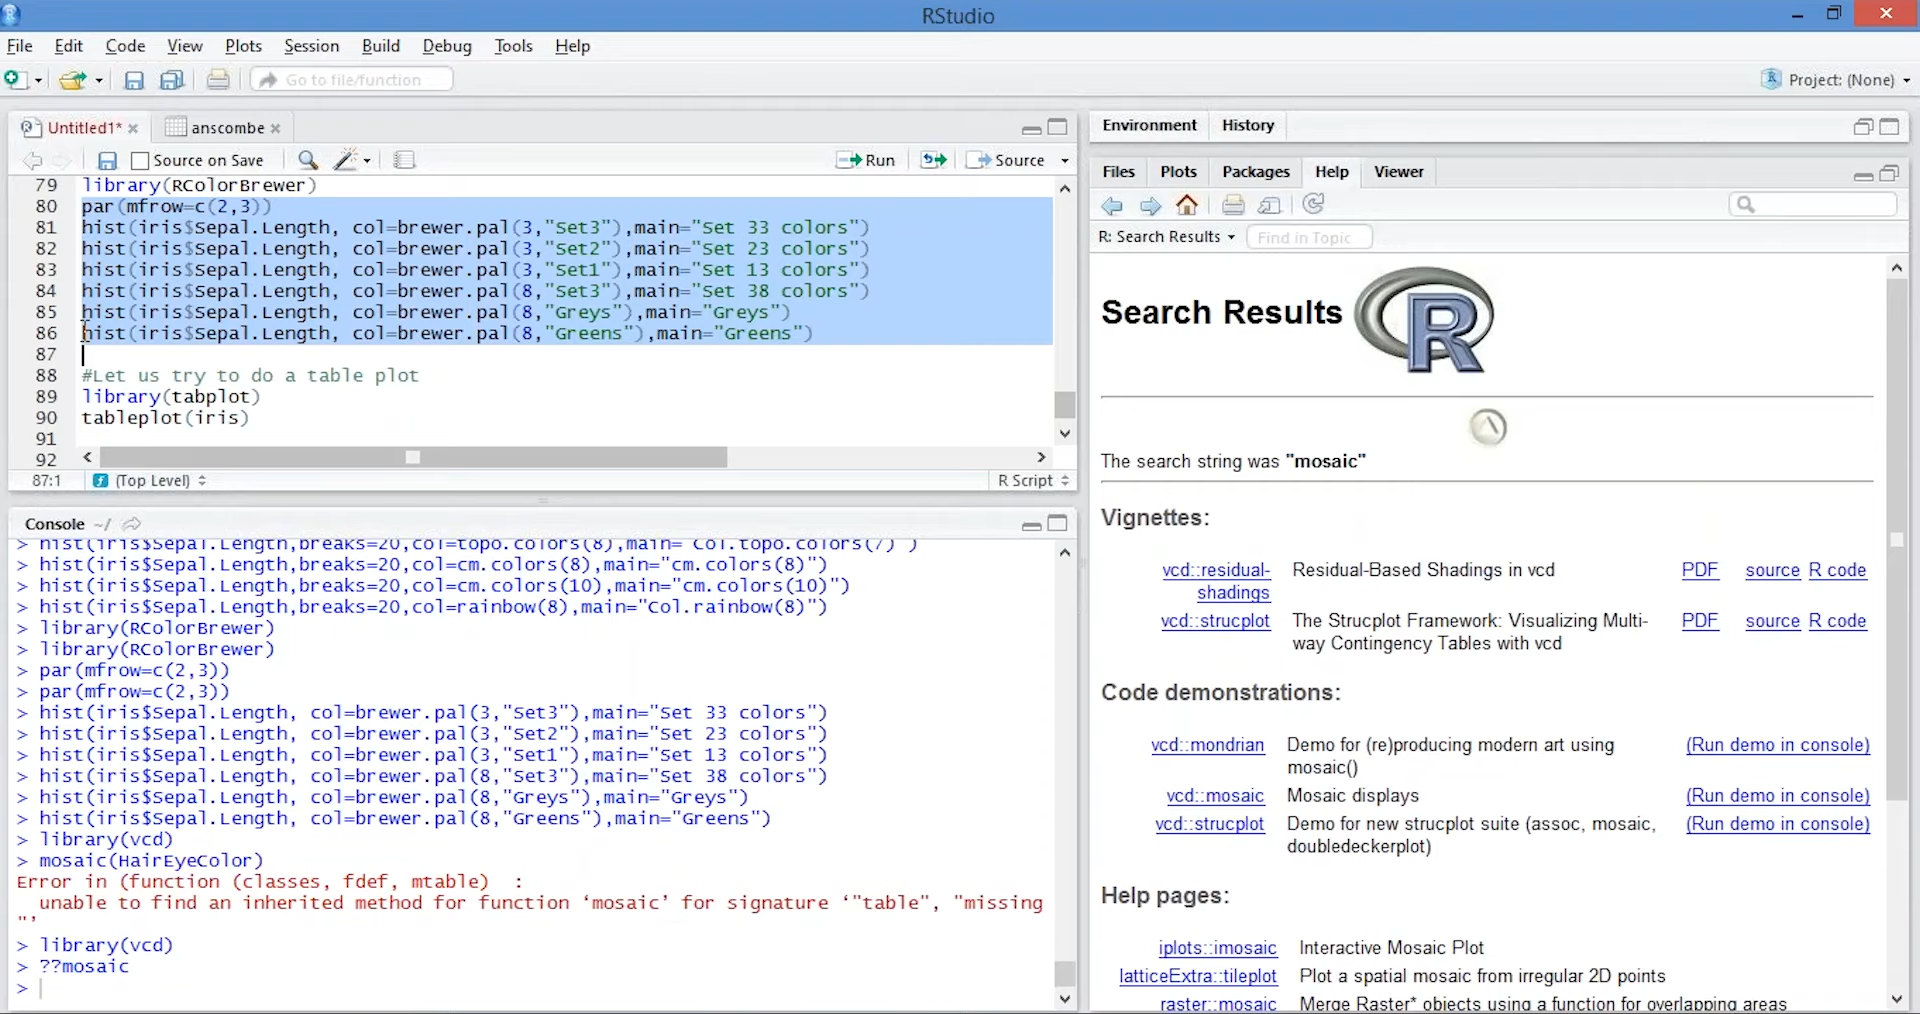 RStudio
File Edit Code View Plots Session Build Debug Tools Help
Go to file/function
Project: (None)
Untitled1* anscombe
Source on Save Run Source
79 library(RColorBrewer)
80 par(mfrow=c(2,3))
81 hist(iris$Sepal.Length, col=brewer.pal(3,"Set3"),main="Set 33 colors")
82 hist(iris$Sepal.Length, col=brewer.pal(3,"Set2"),main="Set 23 colors")
83 hist(iris$Sepal.Length, col=brewer.pal(3,"Set1"),main="Set 13 colors")
84 hist(iris$Sepal.Length, col=brewer.pal(8,"Set3"),main="Set 38 colors")
85 hist(iris$Sepal.Length, col=brewer.pal(8,"Greys"),main="Greys")
86 hist(iris$Sepal.Length, col=brewer.pal(8,"Greens"),main="Greens")
87
88 #Let us try to do a table plot
89 library(tabplot)
90 tableplot(iris)
91
92
87:1 (Top Level) R Script
Console ~/
> hist(iris$Sepal.Length,breaks=20,col=topo.colors(8),main="Col.topo.colors(7)")
> hist(iris$Sepal.Length,breaks=20,col=cm.colors(8),main="cm.colors(8)")
> hist(iris$Sepal.Length,breaks=20,col=cm.colors(10),main="cm.colors(10)")
> hist(iris$Sepal.Length,breaks=20,col=rainbow(8),main="Col.rainbow(8)")
> library(RColorBrewer)
> library(RColorBrewer)
> par(mfrow=c(2,3))
> par(mfrow=c(2,3))
> hist(iris$Sepal.Length, col=brewer.pal(3,"Set3"),main="Set 33 colors")
> hist(iris$Sepal.Length, col=brewer.pal(3,"Set2"),main="Set 23 colors")
> hist(iris$Sepal.Length, col=brewer.pal(3,"Set1"),main="Set 13 colors")
> hist(iris$Sepal.Length, col=brewer.pal(8,"Set3"),main="Set 38 colors")
> hist(iris$Sepal.Length, col=brewer.pal(8,"Greys"),main="Greys")
> hist(iris$Sepal.Length, col=brewer.pal(8,"Greens"),main="Greens")
> library(vcd)
> mosaic(HairEyeColor)
Error in (function (classes, fdef, mtable)  :
unable to find an inherited method for function ‘mosaic’ for signature ‘"table", "missing
"’
> library(vcd)
> ??mosaic
>
Environment History
Files Plots Packages Help Viewer
R: Search Results Find in Topic
Search Results R
The search string was "mosaic"
Vignettes:
vcd::residual- Residual-Based Shadings in vcd PDF source R code
shadings
vcd::strucplot The Strucplot Framework: Visualizing Multi- PDF source R code
way Contingency Tables with vcd
Code demonstrations:
vcd::mondrian Demo for (re)producing modern art using (Run demo in console)
mosaic()
vcd::mosaic Mosaic displays (Run demo in console)
vcd::strucplot Demo for new strucplot suite (assoc, mosaic, (Run demo in console)
doubledeckerplot)
Help pages:
iplots::imosaic Interactive Mosaic Plot
latticeExtra::tileplot Plot a spatial mosaic from irregular 2D points
raster::mosaic Merge Raster* objects using a function for overlapping areas